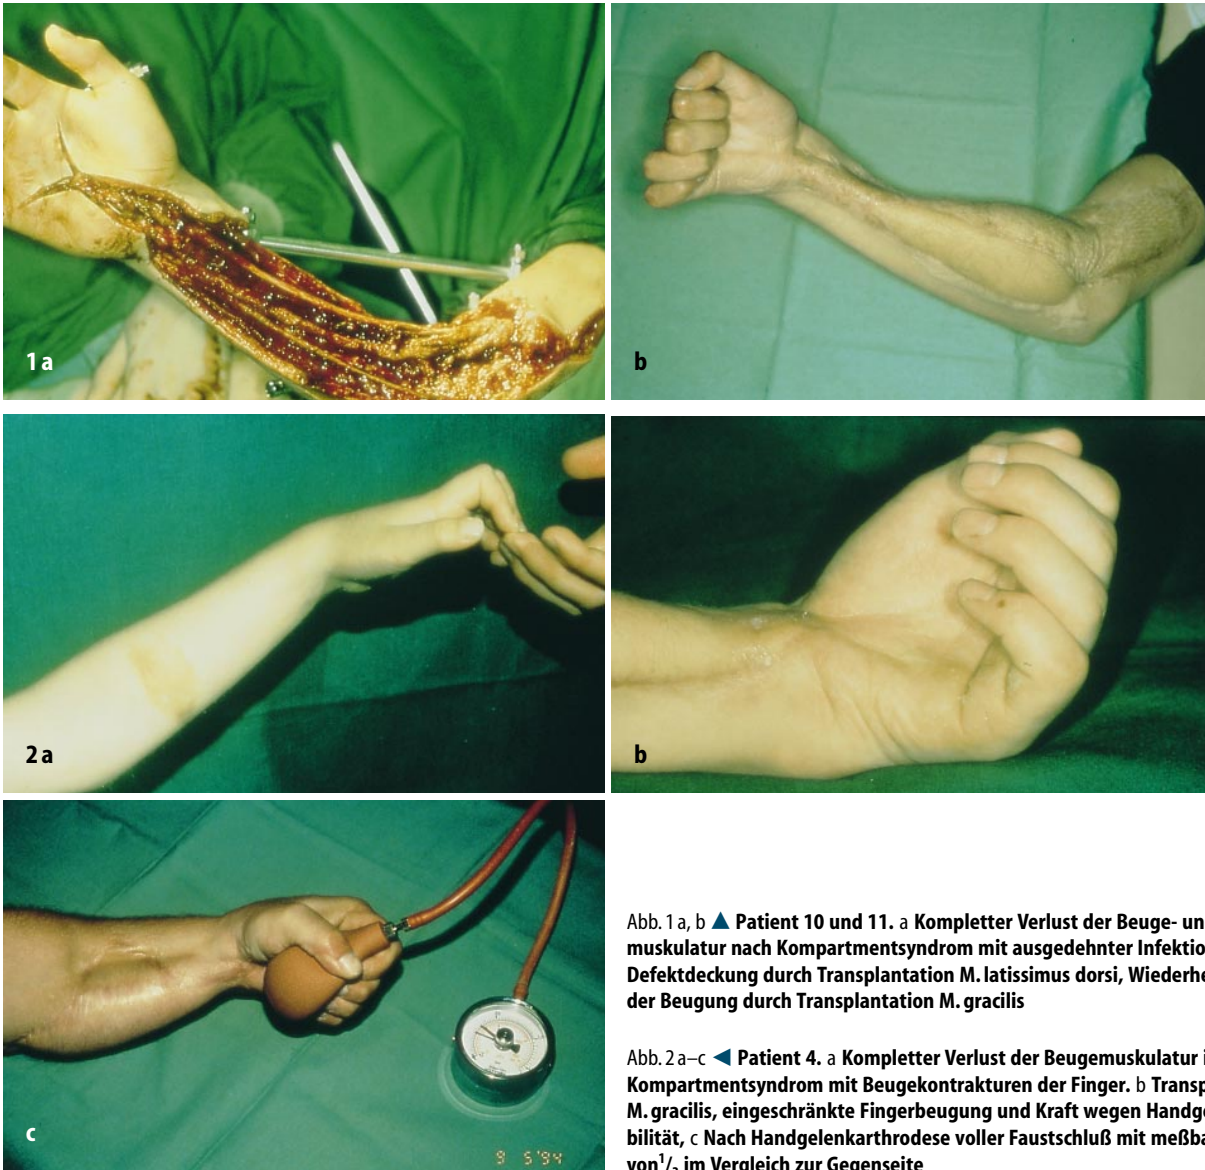 1 a
b
2 a
b
c
9 5'94
Abb. 1 a, b ▲ Patient 10 und 11. a Kompletter Verlust der Beuge- un
muskulatur nach Kompartmentsyndrom mit ausgedehnter Infektio
Defektdeckung durch Transplantation M. latissimus dorsi, Wiederhe
der Beugung durch Transplantation M. gracilis
Abb. 2 a–c ◄ Patient 4. a Kompletter Verlust der Beugemuskulatur i
Kompartmentsyndrom mit Beugekontrakturen der Finger. b Transp
M. gracilis, eingeschränkte Fingerbeugung und Kraft wegen Handge
bilität, c Nach Handgelenkarthrodese voller Faustschluß mit meßba
von im Vergleich zur Gegenseite